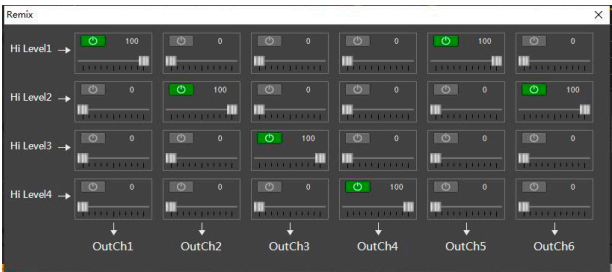 Remix
Hi Level1 → 100 0 0 0 100 0
Hi Level2 → 0 100 0 0 0 100
Hi Level3 → 0 0 100 0 0 0
Hi Level4 → 0 0 0 100 0 0
OutCh1 OutCh2 OutCh3 OutCh4 OutCh5 OutCh6